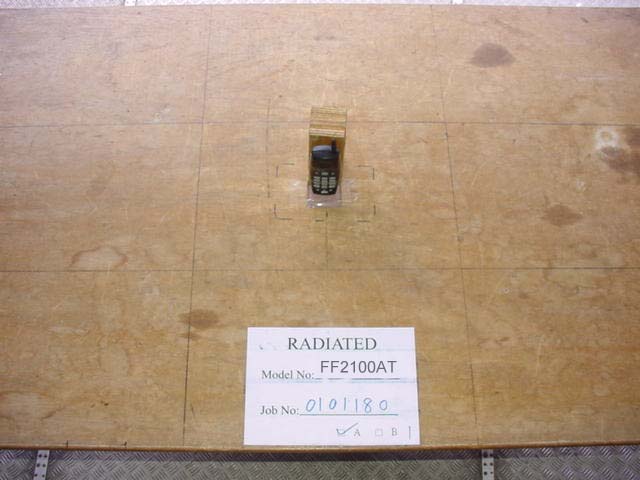 RADIATED
Model No: FF2100AT
Job No: 0101180
A B